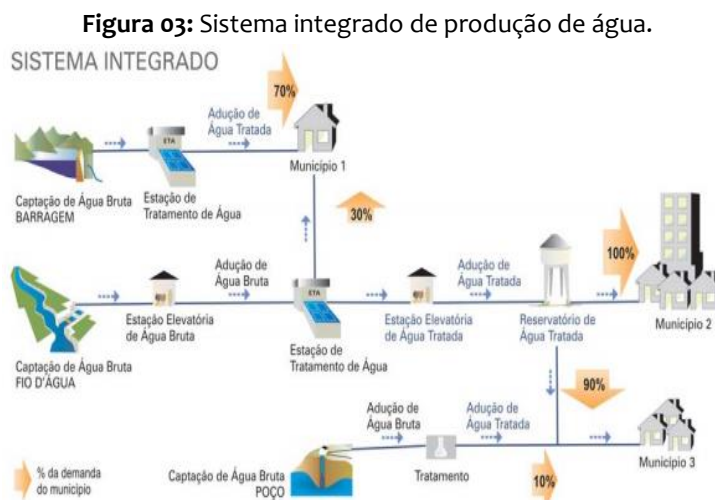 Figura 03: Sistema integrado de produção de água.
SISTEMA INTEGRADO
70%
Adução de
Água Tratada
ETA
Município 1
Captação de Água Bruta
BARRAGEM
Estação de
Tratamento de Água
30%
Adução de
Água Bruta
Adução de
Água Tratada
100%
ETA
Estação Elevatória
de Água Bruta
Estação Elevatória
de Água Tratada
Reservatório de
Água Tratada
Município 2
Captação de Água Bruta
FIO D'ÁGUA
Estação de
Tratamento de Água
90%
Adução de
Água Bruta
Adução de
Água Tratada
Município 3
% da demanda
do municipio
Captação de Água Bruta
POÇO
Tratamento
10%